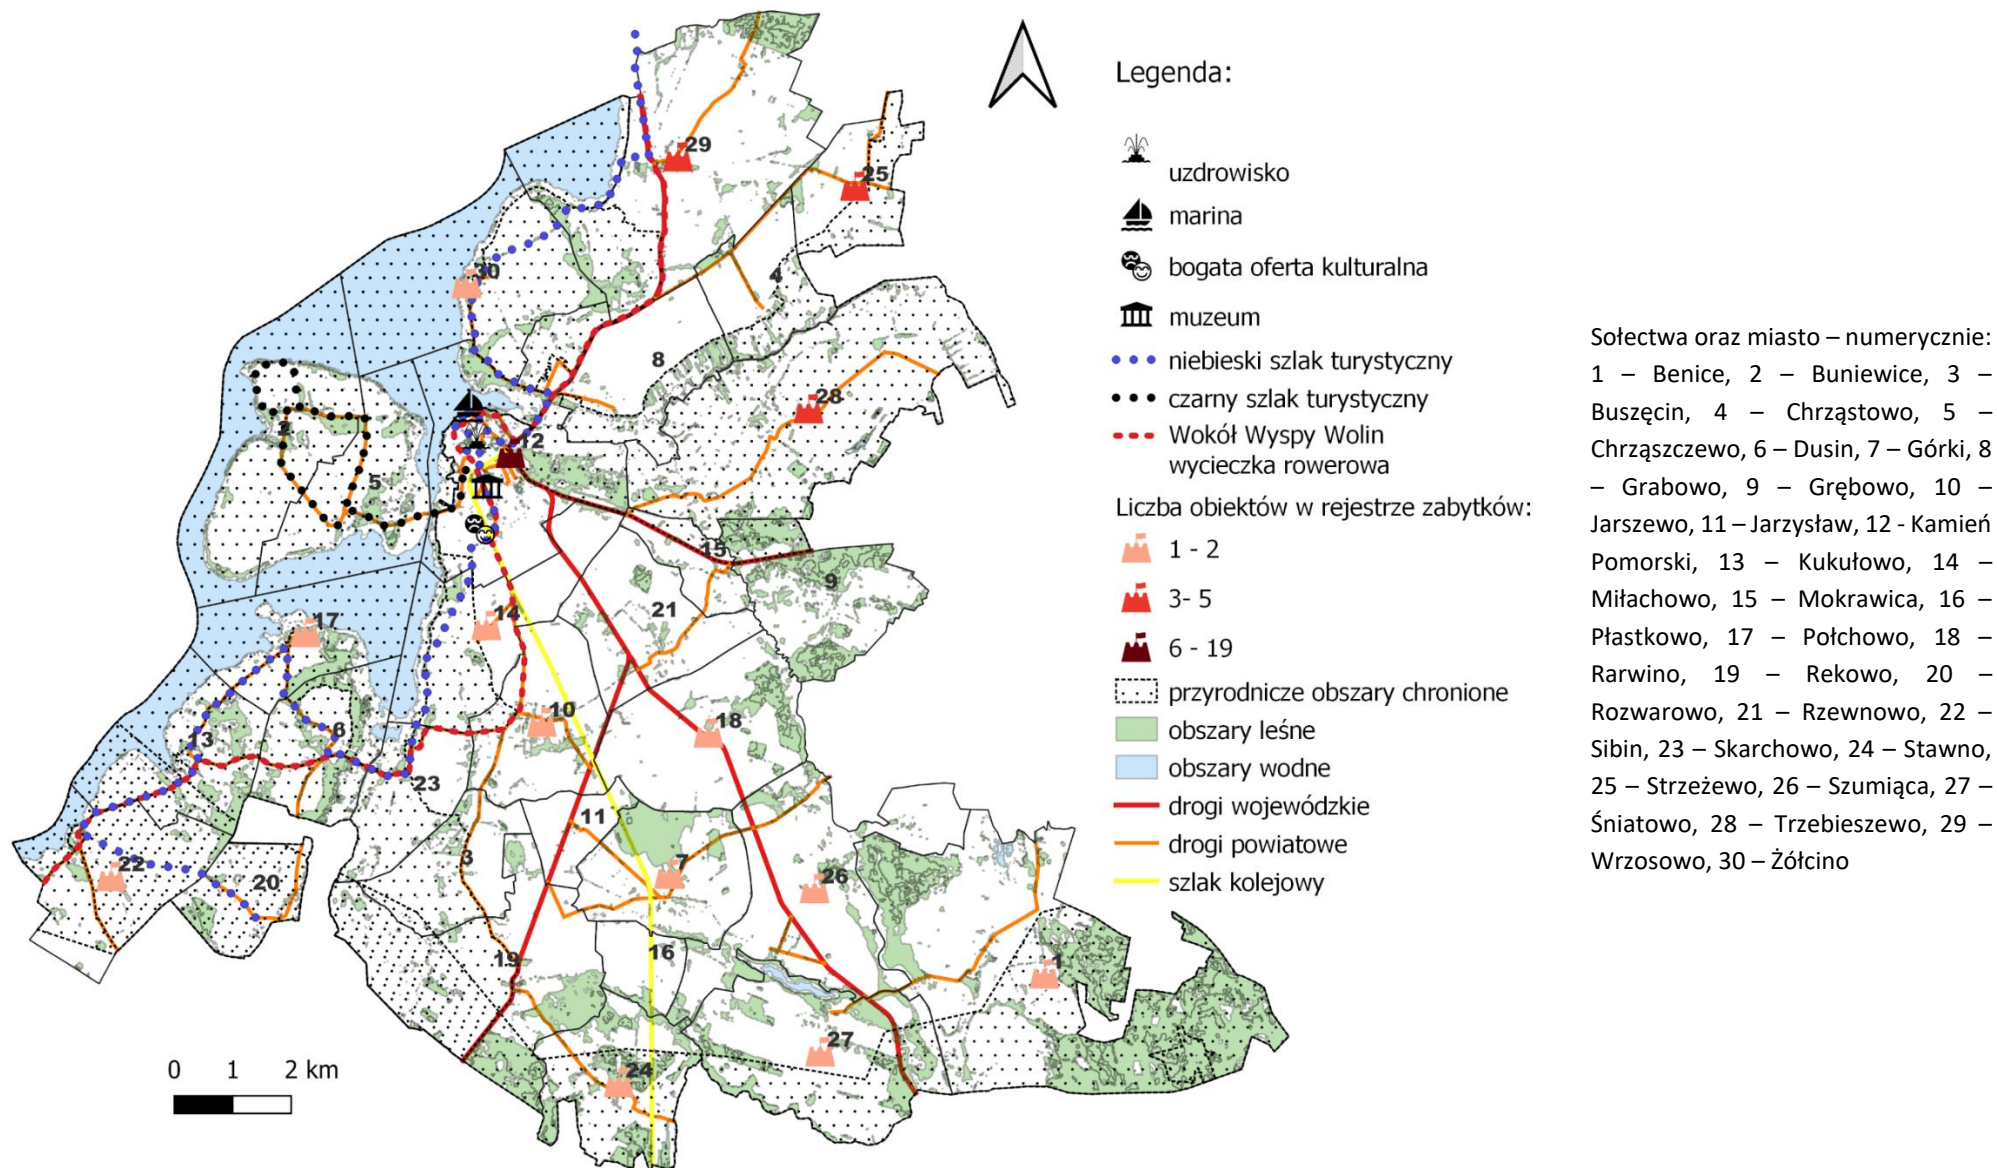 29
25
30
4
8
28
2
12
5
15
9
17
14
21
6
13
10
18
23
11
3
7
22
20
26
19
16
1
27
24
0 1 2 km
Legenda:
uzdrowisko
marina
bogata oferta kulturalna
muzeum
niebieski szlak turystyczny
czarny szlak turystyczny
Wokół Wyspy Wolin
wycieczka rowerowa
Liczba obiektów w rejestrze zabytków:
1 - 2
3- 5
6 - 19
przyrodnicze obszary chronione
obszary leśne
obszary wodne
drogi wojewódzkie
drogi powiatowe
szlak kolejowy
Sołectwa oraz miasto – numerycznie:
1 – Benice, 2 – Buniewice, 3 –
Buszęcin, 4 – Chrząstowo, 5 –
Chrząszczewo, 6 – Dusin, 7 – Górki, 8
– Grabowo, 9 – Grębowo, 10 –
Jarszewo, 11 – Jarzysław, 12 - Kamień
Pomorski, 13 – Kukułowo, 14 –
Miłachowo, 15 – Mokrawica, 16 –
Płastkowo, 17 – Połchowo, 18 –
Rarwino, 19 – Rekowo, 20 –
Rozwarowo, 21 – Rzewnowo, 22 –
Sibin, 23 – Skarchowo, 24 – Stawno,
25 – Strzeżewo, 26 – Szumiąca, 27 –
Śniatowo, 28 – Trzebieszewo, 29 –
Wrzosowo, 30 – Żółcino